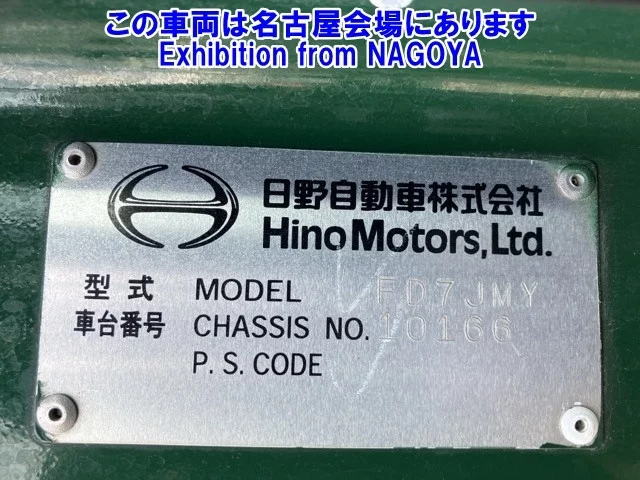 この車両は名古屋会場にあります
Exhibition from NAGOYA
日野自動車株式会社
Hino Motors, Ltd.
型式 MODEL FD7JMY
車台番号 CHASSIS NO. 10166
P.S.CODE